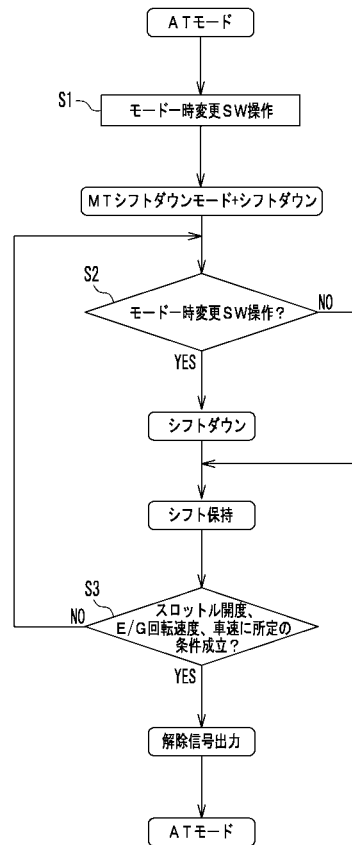 ATモード
S1
モード一時変更SW操作
MTシフトダウンモード+シフトダウン
S2
モード一時変更SW操作?
NO
YES
シフトダウン
シフト保持
S3
スロットル開度、
E/G回転速度、車速に所定の
条件成立?
NO
YES
解除信号出力
ATモード